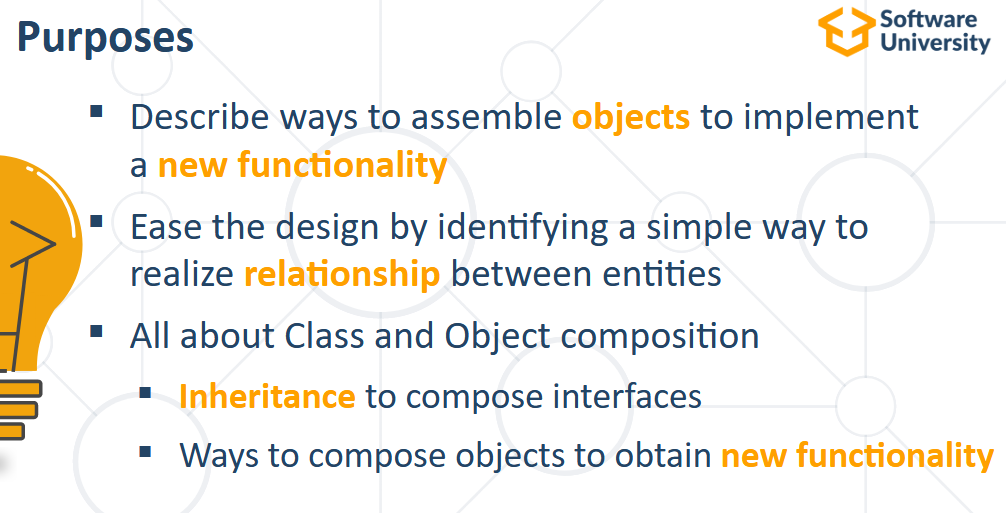 Purposes
Software
University
▪ Describe ways to assemble objects to implement
a new functionality
▪ Ease the design by identifying a simple way to
realize relationship between entities
▪ All about Class and Object composition
▪ Inheritance to compose interfaces
▪ Ways to compose objects to obtain new functionality